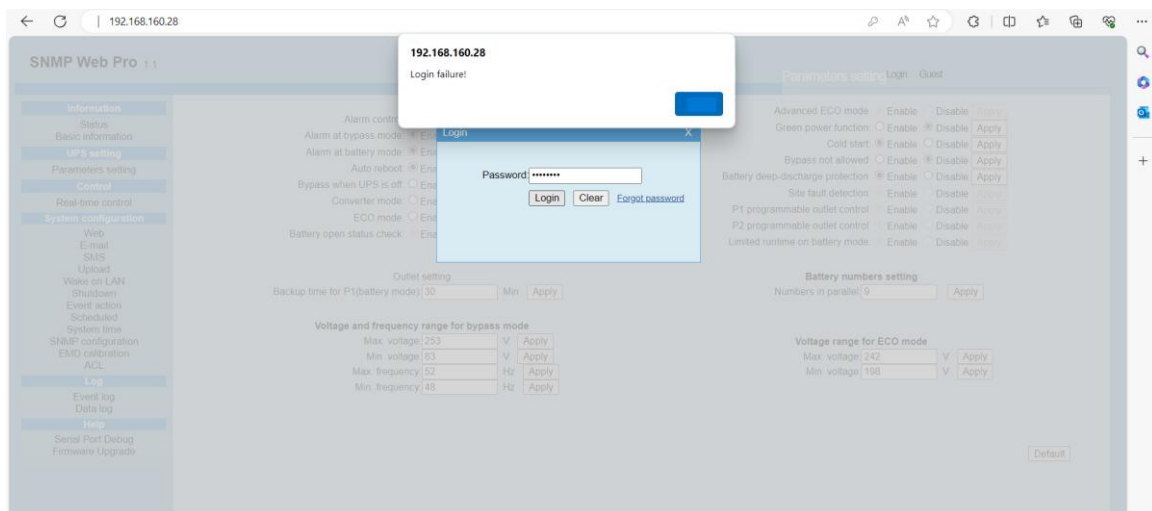 192.168.160.28
192.168.160.28
Login failure!
SNMP Web Pro 1.1
Parameters setting Login Guest
Information
Status
Basic information
UPS setting
Parameters setting
Control
Real-time control
System configuration
Web
E-mail
SMS
Upload
Wake on LAN
Shutdown
Event action
Scheduled
System time
SNMP configuration
EMD calibration
ACL
Log
Event log
Data log
Help
Serial Port Debug
Firmware Upgrade
Login X
Password:
Login Clear Forgot password
Alarm
Alarm at bypass mode
Alarm at battery mode
Auto reboot
Bypass when UPS is off
Converter mode
ECO mode
Battery open status check
Advanced ECO mode Enable Disable Apply
Green power function Enable Disable Apply
Cold start Enable Disable Apply
Bypass not allowed Enable Disable Apply
Battery deep-discharge protection Enable Disable Apply
Site fault detection Enable Disable Apply
P1 programmable outlet control Enable Disable Apply
P2 programmable outlet control Enable Disable Apply
Limited runtime on battery mode Enable Disable Apply
Outlet setting
Backup time for P1(battery mode) 30 Min Apply
Battery numbers setting
Numbers in parallel 9 Apply
Voltage and frequency range for bypass mode
Max. voltage 253 V Apply
Min. voltage 83 V Apply
Max. frequency 52 Hz Apply
Min. frequency 48 Hz Apply
Voltage range for ECO mode
Max. voltage 242 V Apply
Min. voltage 198 V Apply
Default